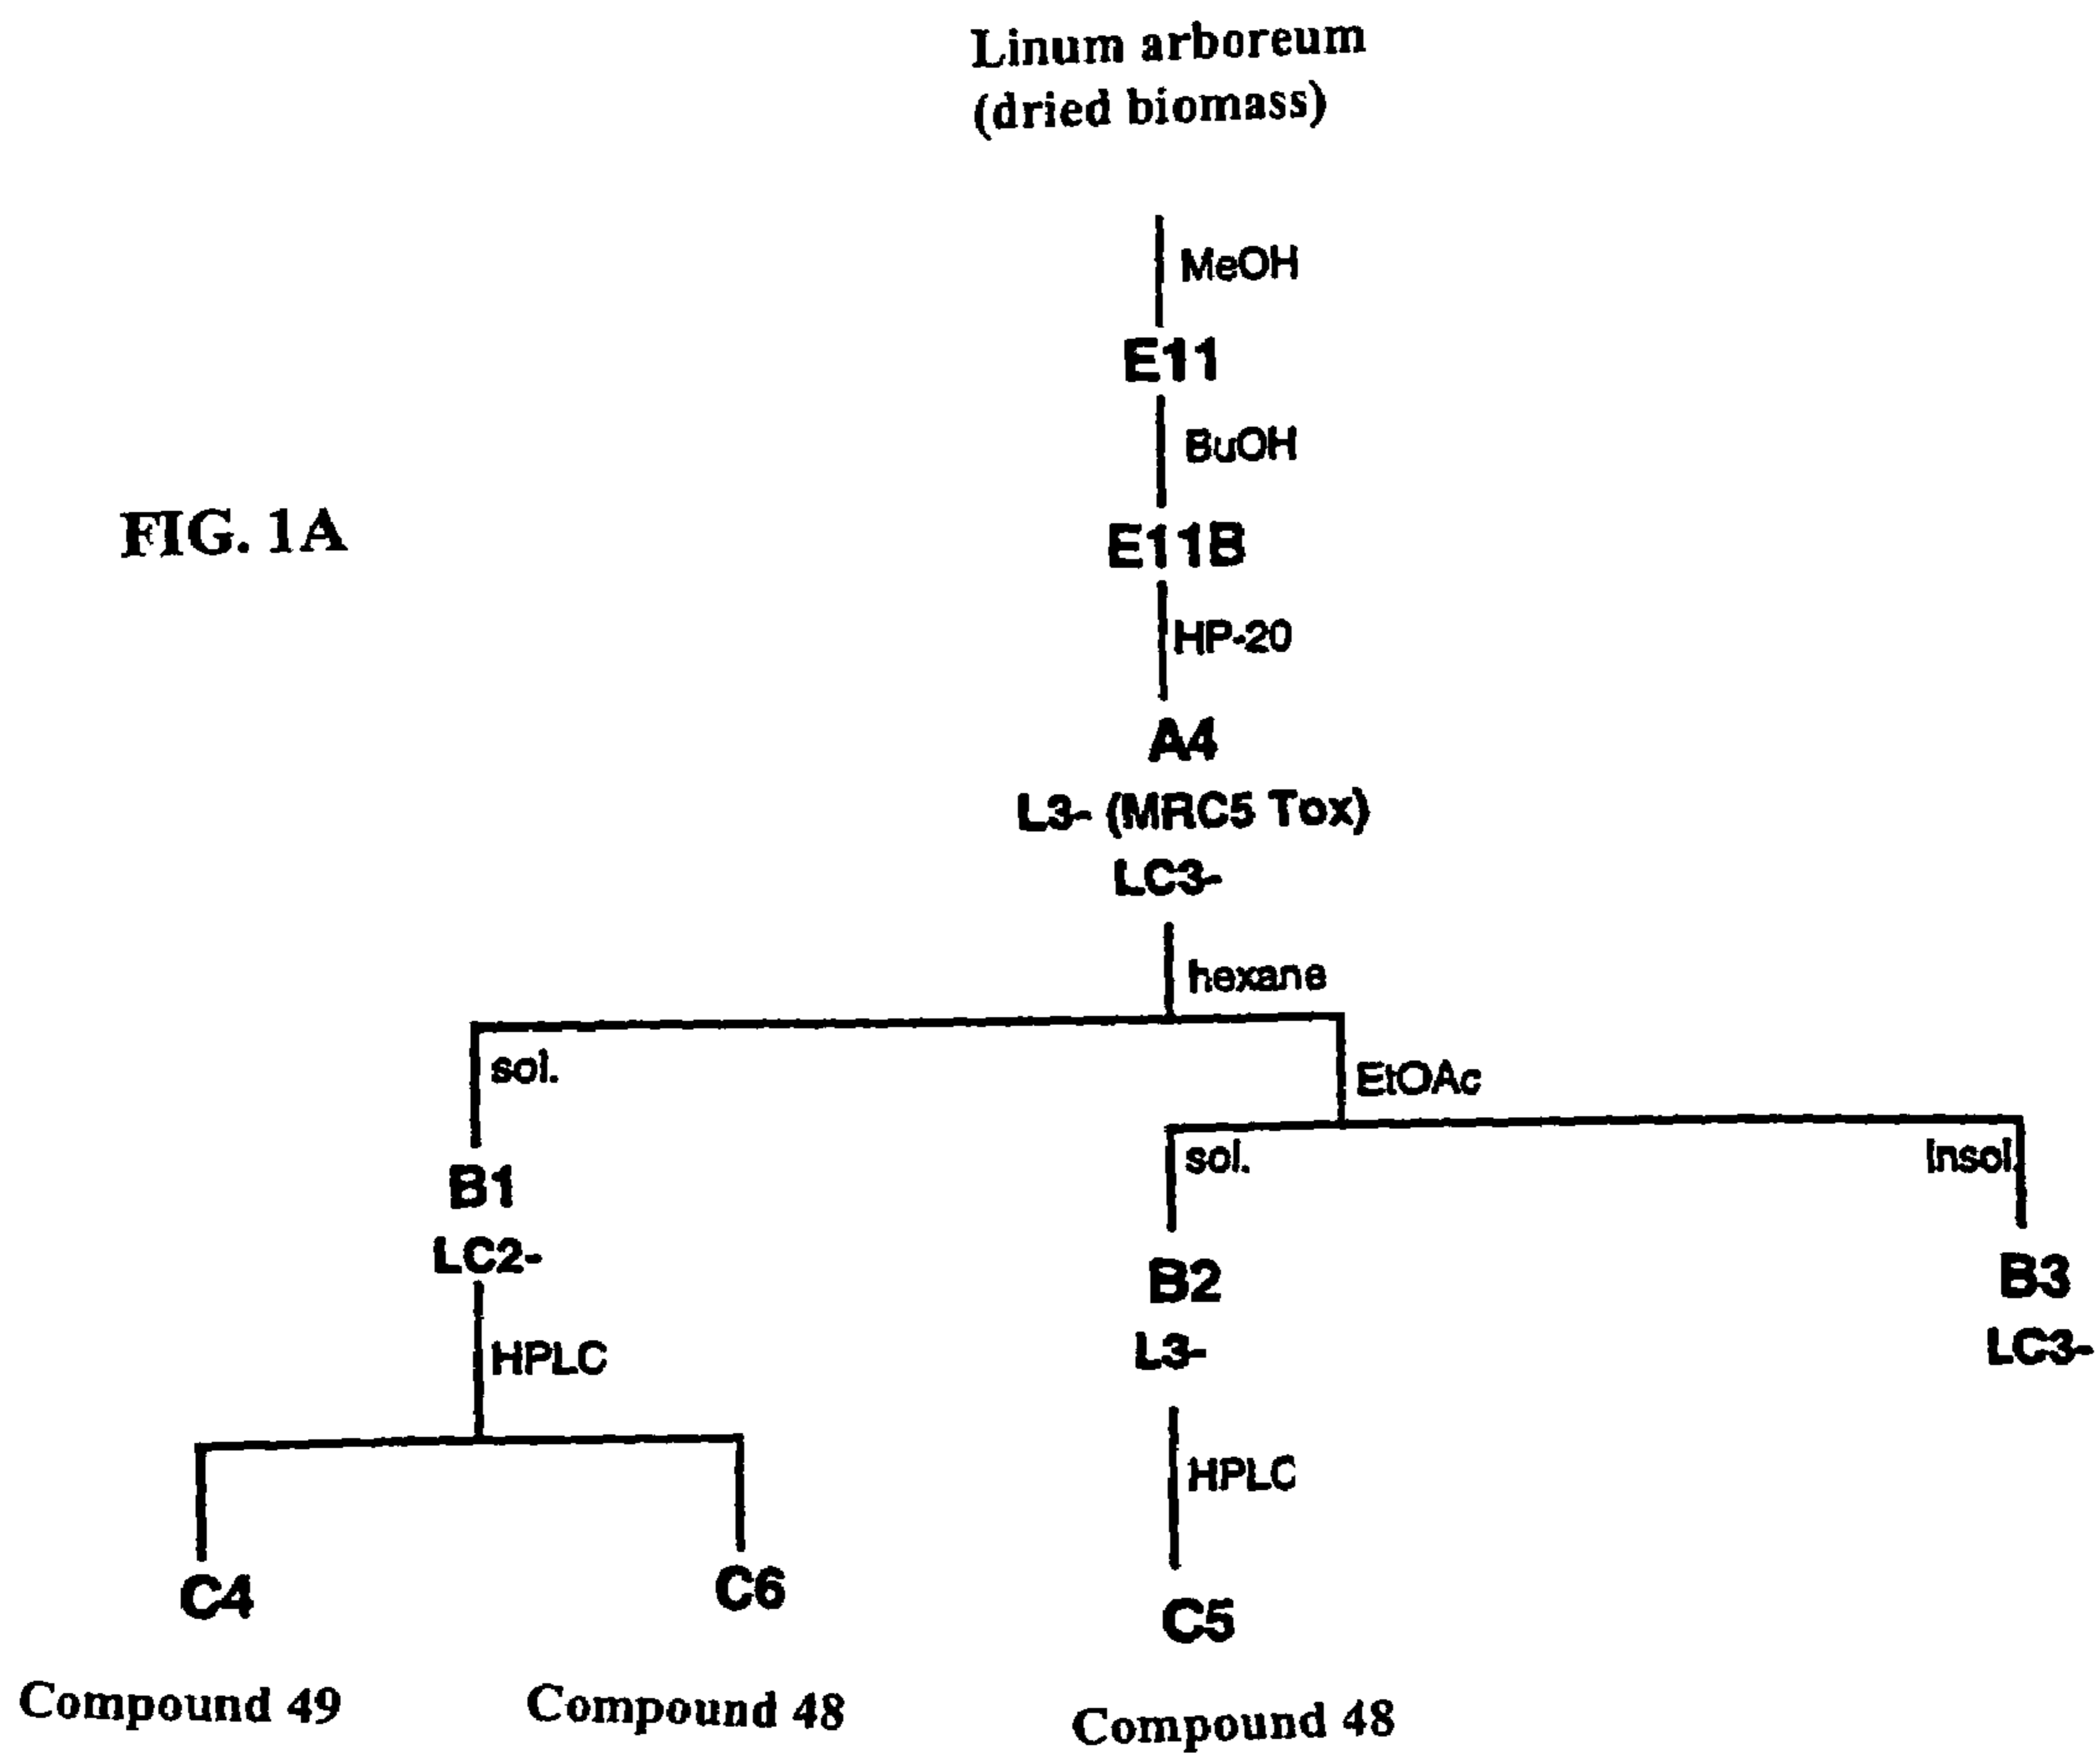 Linum arboreum
(dried biomass)
MeOH
E11
BuOH
FIG. 1A
E11B
HP-20
A4
L3- (MRC5 Tox)
LC3-
hexane
sol.
EtOAc
sol.
Insol.
B1
LC2-
B2
L3-
B3
LC3-
HPLC
HPLC
C4
C6
C5
Compound 49
Compound 48
Compound 48